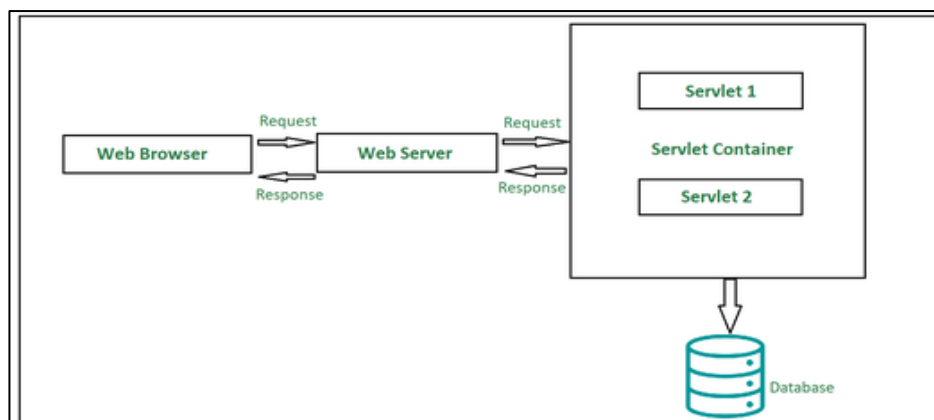 Web Browser
Request
Response
Web Server
Request
Response
Servlet 1
Servlet Container
Servlet 2
Database